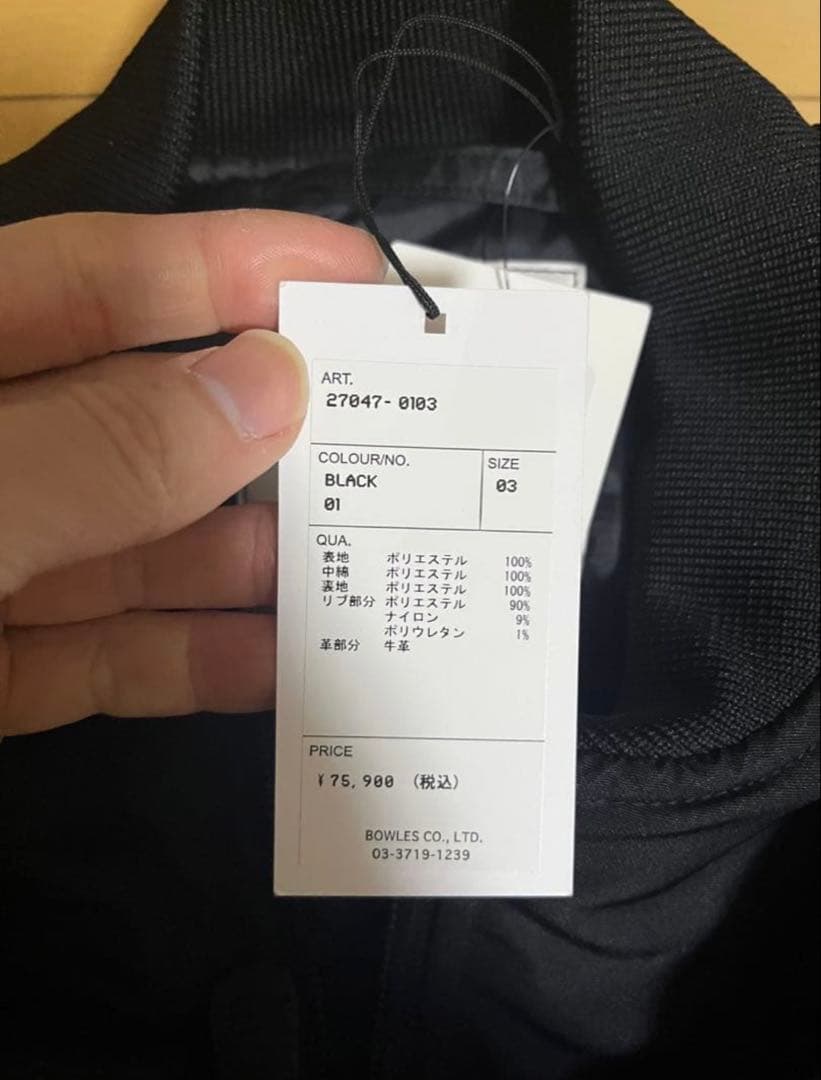 ART.
27047- 0103
COLOUR/NO.
BLACK
01
SIZE
03
QUA.
表地 ポリエステル 100%
中綿 ポリエステル 100%
裏地 ポリエステル 100%
リブ部分 ポリエステル 90%
ナイロン 9%
ポリウレタン 1%
革部分 牛革
PRICE
¥75,900 (税込)
BOWLES CO., LTD.
03-3719-1239